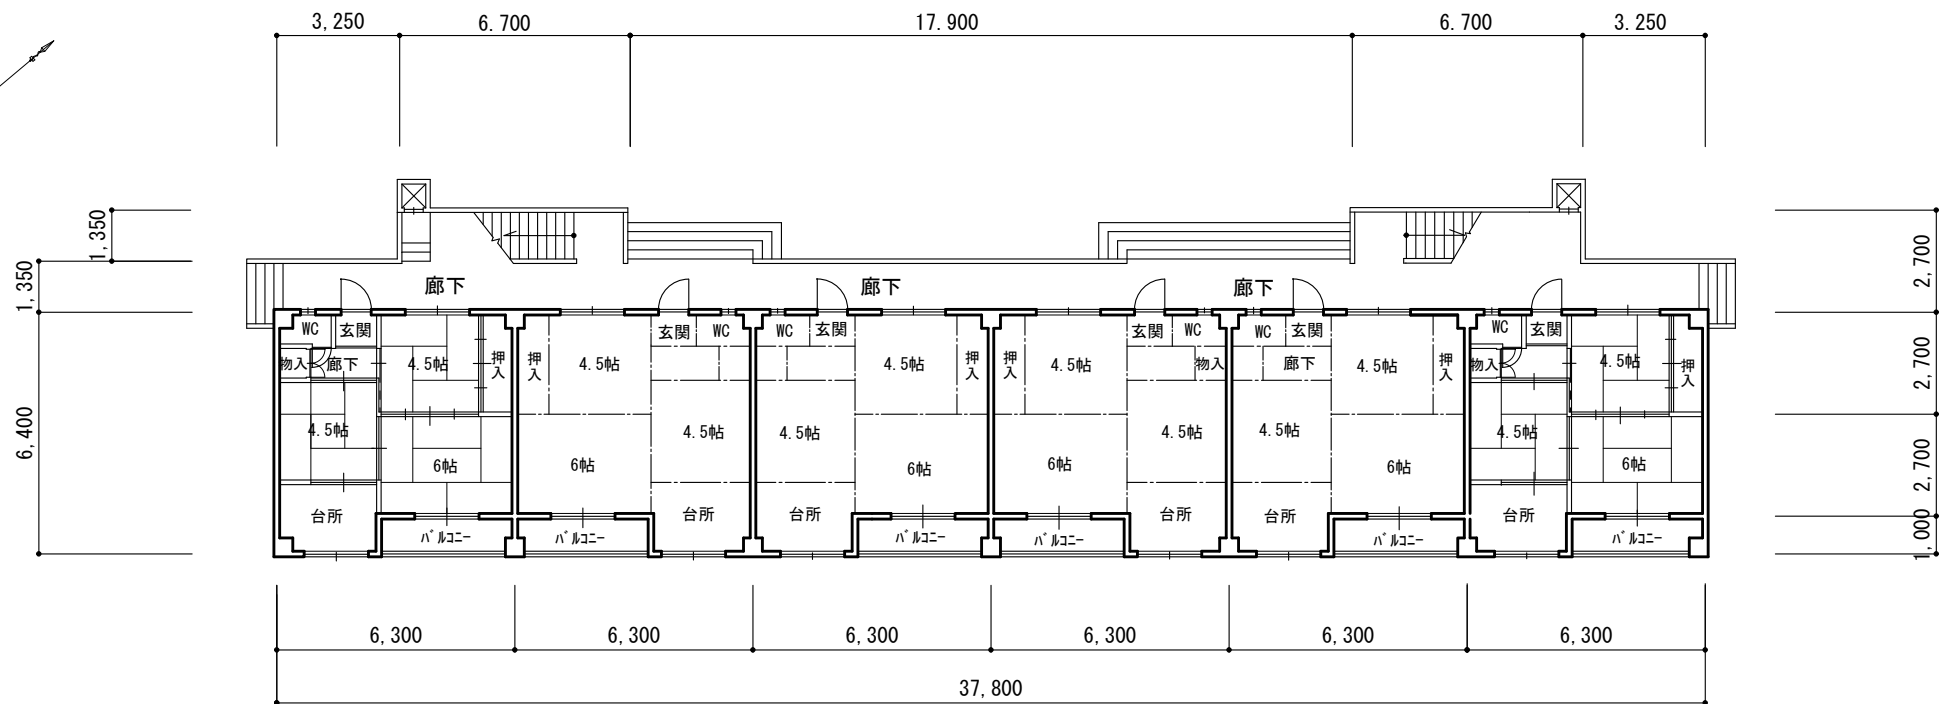 3,250 6.700 17.900 6.700 3.250
1,350
1,350
6,400
2,700
2,700
2,700
1,000
廊下 廊下 廊下
WC 玄関 玄関 WC WC 玄関 玄関 WC WC 玄関 WC 玄関
物入 廊下 4.5帖 押入 押入 4.5帖 4.5帖 押入 押入 4.5帖 物入 廊下 4.5帖 押入 物入 4.5帖 押入
4.5帖 4.5帖 4.5帖 4.5帖 4.5帖 4.5帖
6帖 6帖 6帖 6帖 6帖 6帖
台所 台所 台所 台所 台所 台所
バルコニー バルコニー バルコニー バルコニー バルコニー バルコニー
6,300 6,300 6,300 6,300 6,300 6,300
37,800